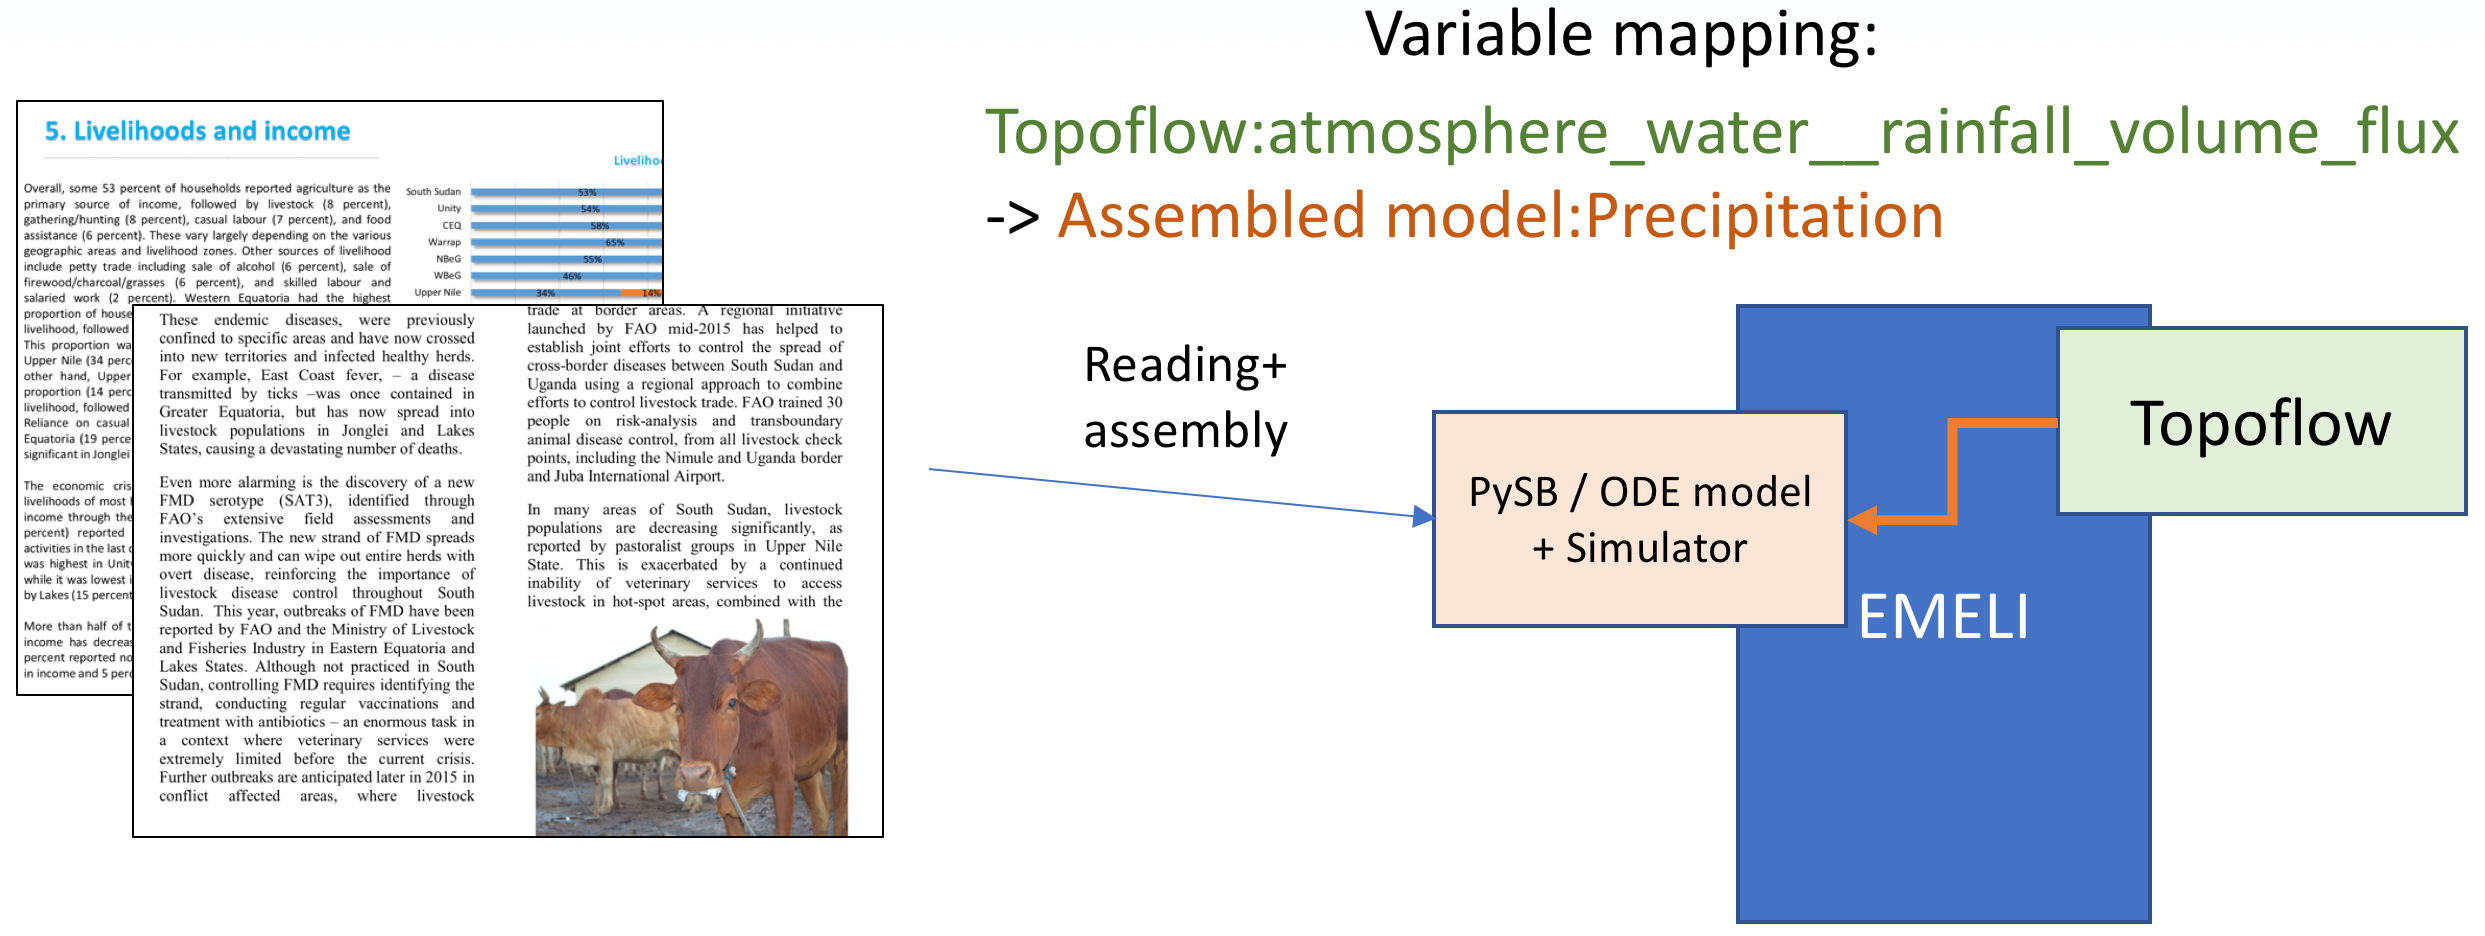 Variable mapping:
Topoflow:atmosphere_water__rainfall_volume_flux
-> Assembled model:Precipitation
5. Livelihoods and income
Overall, some 53 percent of households reported agriculture as the
primary source of income, followed by livestock (8 percent),
gathering/hunting (8 percent), casual labour (7 percent), and food
assistance (6 percent). These vary largely depending on the various
geographic areas and livelihood zones. Other sources of livelihood
include petty trade including sale of alcohol (6 percent), sale of
firewood/charcoal/grasses (6 percent), and skilled labour and
salaried work (2 percent). Western Equatoria had the highest
proportion of house
livelihood, followed
This proportion wa
Upper Nile (34 perc
other hand, Upper
proportion (14 perc
livelihood, followed
Reliance on casual
Equatoria (19 perce
significant in Jonglei
The economic cris
livelihoods of most
income through the
percent) reported
activities in the last
was highest in Unit
while it was lowest i
by Lakes (15 percent
More than half of t
income has decreas
percent reported no
in income and 5 perc
Liveliho
South Sudan 53%
Unity 54%
CEQ 58%
Warrap 65%
NBeG 55%
WBeG 46%
Upper Nile 34% 14%
These endemic diseases, were previously
confined to specific areas and have now crossed
into new territories and infected healthy herds.
For example, East Coast fever, – a disease
transmitted by ticks –was once contained in
Greater Equatoria, but has now spread into
livestock populations in Jonglei and Lakes
States, causing a devastating number of deaths.
Even more alarming is the discovery of a new
FMD serotype (SAT3), identified through
FAO's extensive field assessments and
investigations. The new strand of FMD spreads
more quickly and can wipe out entire herds with
overt disease, reinforcing the importance of
livestock disease control throughout South
Sudan. This year, outbreaks of FMD have been
reported by FAO and the Ministry of Livestock
and Fisheries Industry in Eastern Equatoria and
Lakes States. Although not practiced in South
Sudan, controlling FMD requires identifying the
strand, conducting regular vaccinations and
treatment with antibiotics – an enormous task in
a context where veterinary services were
extremely limited before the current crisis.
Further outbreaks are anticipated later in 2015 in
conflict affected areas, where livestock
trade at border areas. A regional initiative
launched by FAO mid-2015 has helped to
establish joint efforts to control the spread of
cross-border diseases between South Sudan and
Uganda using a regional approach to combine
efforts to control livestock trade. FAO trained 30
people on risk-analysis and transboundary
animal disease control, from all livestock check
points, including the Nimule and Uganda border
and Juba International Airport.
In many areas of South Sudan, livestock
populations are decreasing significantly, as
reported by pastoralist groups in Upper Nile
State. This is exacerbated by a continued
inability of veterinary services to access
livestock in hot-spot areas, combined with the
Reading+
assembly
PySB / ODE model
+ Simulator
Topoflow
EMELI